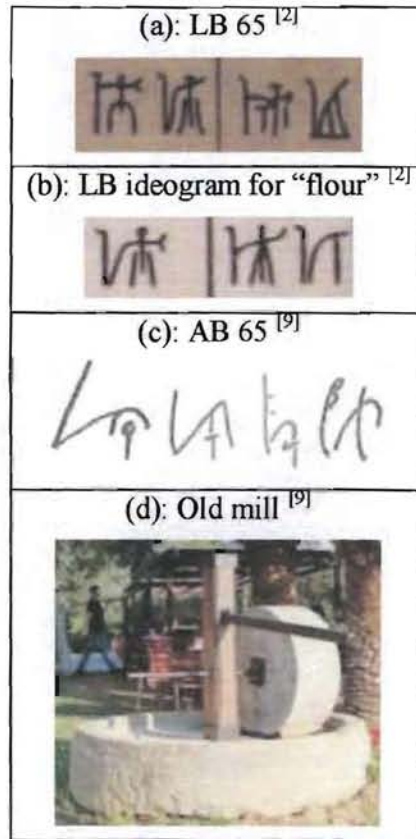 (a): LB 65 [2]
(b): LB ideogram for “flour” [2]
(c): AB 65 [9]
(d): Old mill [9]